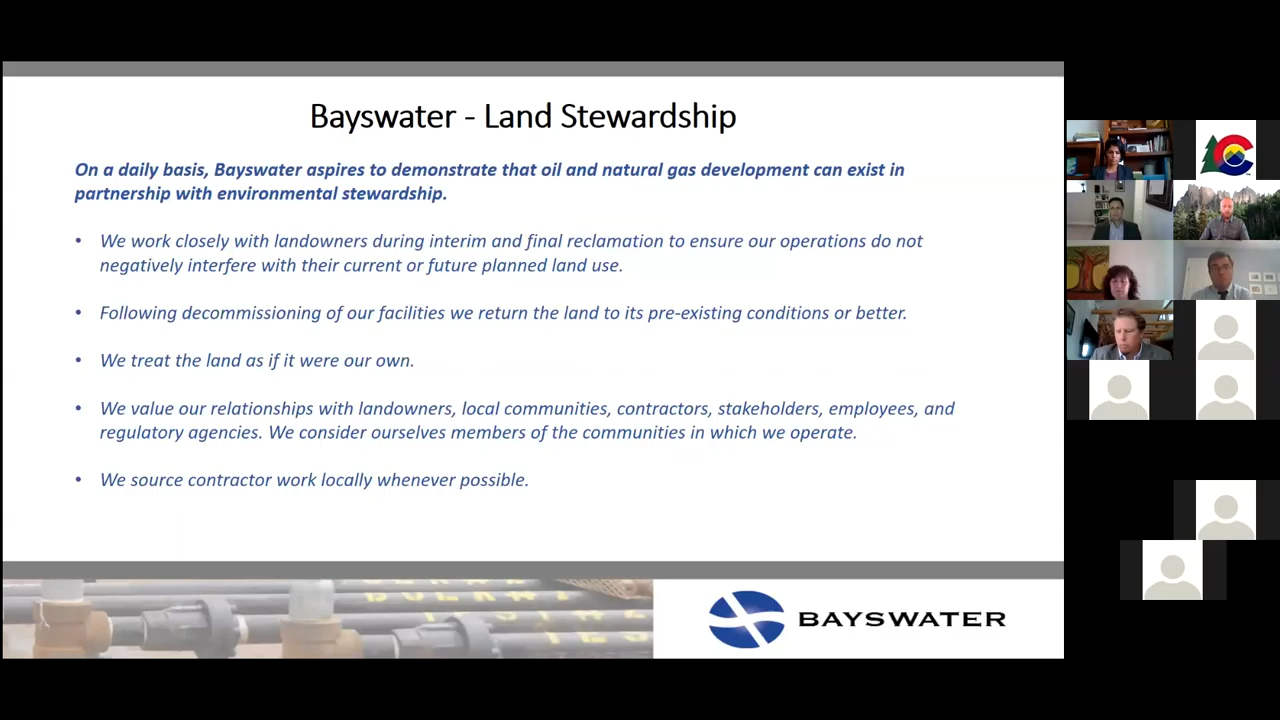 Bayswater - Land Stewardship
On a daily basis, Bayswater aspires to demonstrate that oil and natural gas development can exist in
partnership with environmental stewardship.
• We work closely with landowners during interim and final reclamation to ensure our operations do not
negatively interfere with their current or future planned land use.
• Following decommissioning of our facilities we return the land to its pre-existing conditions or better.
• We treat the land as if it were our own.
• We value our relationships with landowners, local communities, contractors, stakeholders, employees, and
regulatory agencies. We consider ourselves members of the communities in which we operate.
• We source contractor work locally whenever possible.
BAYSWATER